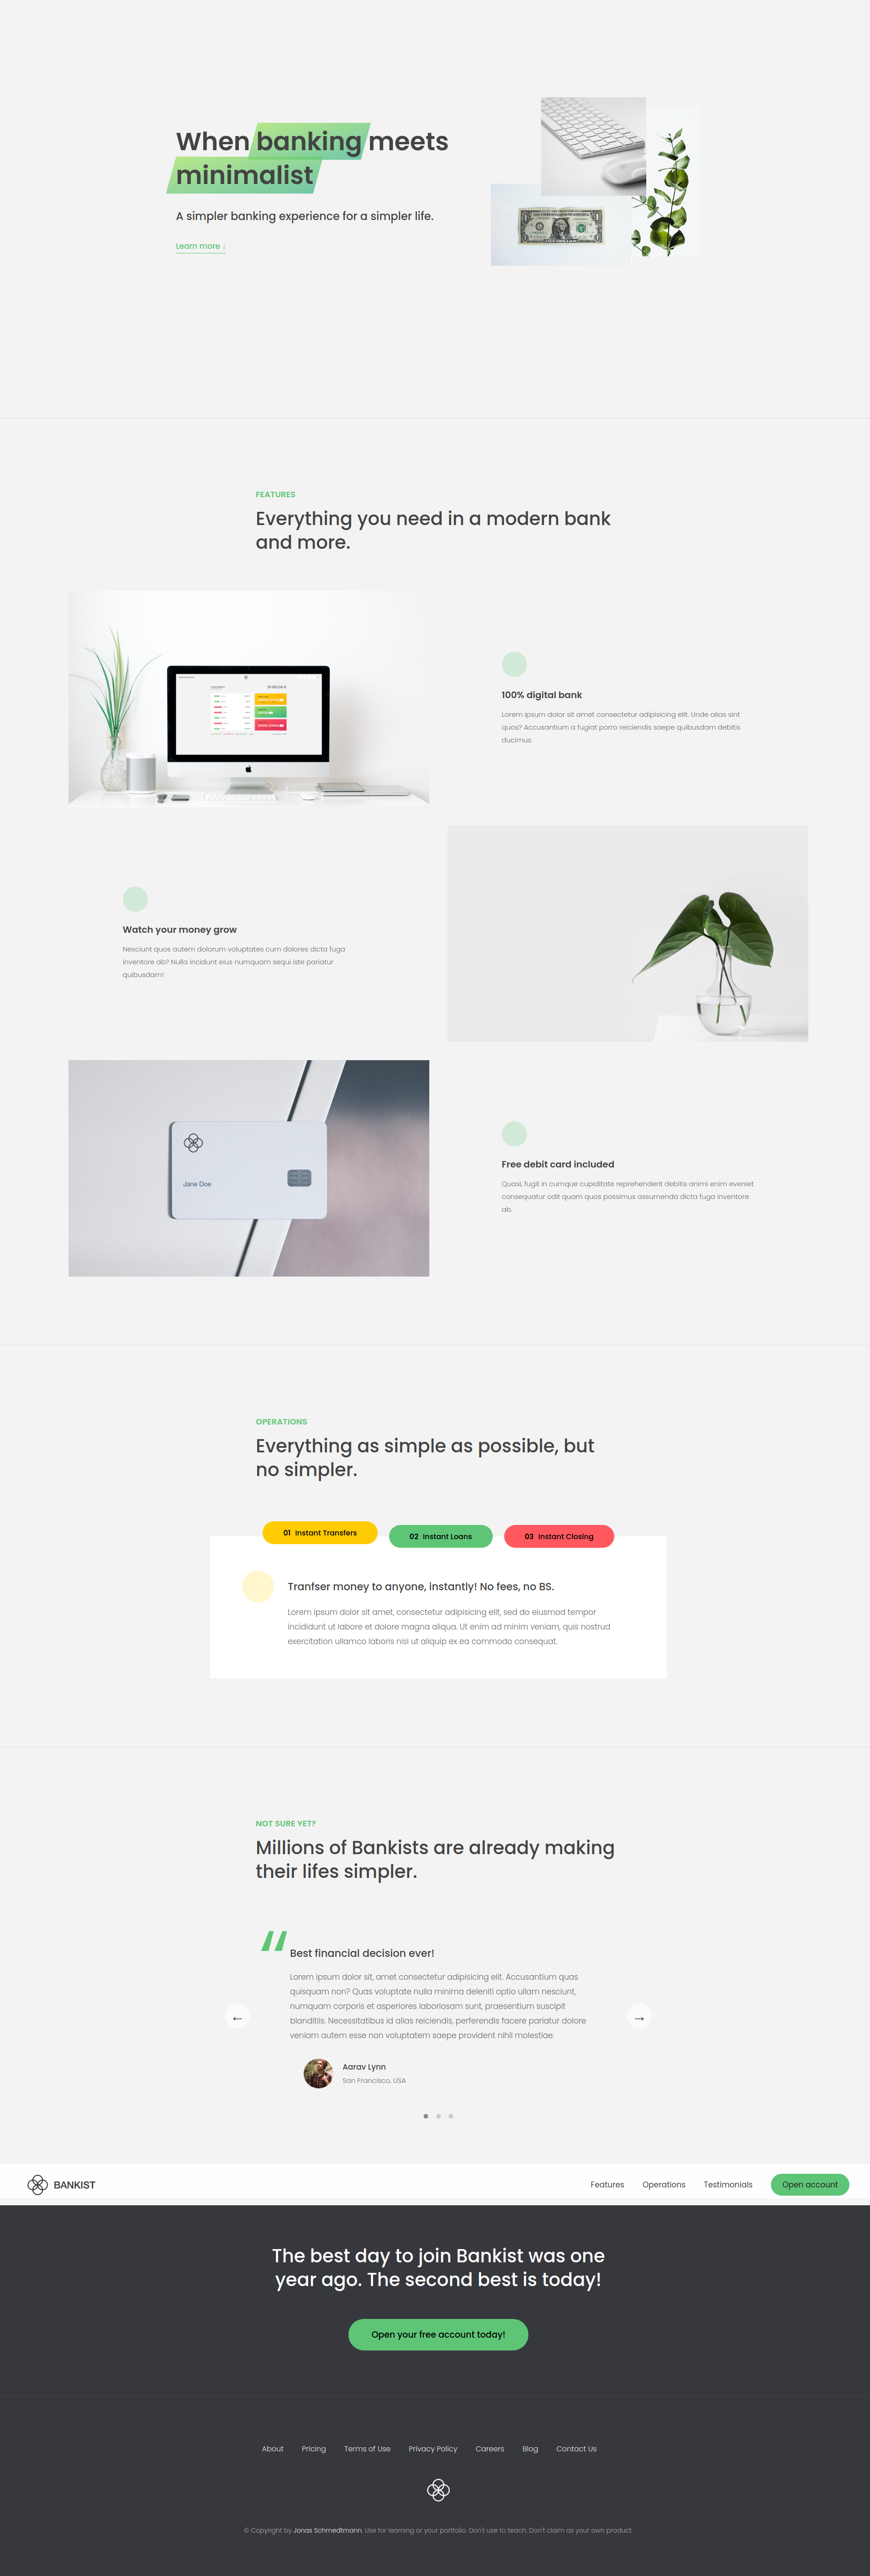 When banking meets
minimalist
A simpler banking experience for a simpler life.
Learn more ↓
FEATURES
Everything you need in a modern bank
and more.
100% digital bank
Lorem ipsum dolor sit amet consectetur adipisicing elit. Unde alias sint
quos? Accusantium a fugiat porro reiciendis saepe quibusdam debitis
ducimus.
Watch your money grow
Nesciunt quos autem dolorum voluptates cum dolores dicta fuga
inventore ab? Nulla incidunt eius numquam sequi iste pariatur
quibusdam!
Jane Doe
Free debit card included
Quasi, fugit in cumque cupiditate reprehenderit debitis animi enim eveniet
consequatur odit quam quos possimus assumenda dicta fuga inventore
ab.
OPERATIONS
Everything as simple as possible, but
no simpler.
01 Instant Transfers
02 Instant Loans
03 Instant Closing
Tranfser money to anyone, instantly! No fees, no BS.
Lorem ipsum dolor sit amet, consectetur adipisicing elit, sed do eiusmod tempor
incididunt ut labore et dolore magna aliqua. Ut enim ad minim veniam, quis nostrud
exercitation ullamco laboris nisi ut aliquip ex ea commodo consequat.
NOT SURE YET?
Millions of Bankists are already making
their lifes simpler.
“
Best financial decision ever!
Lorem ipsum dolor sit, amet consectetur adipisicing elit. Accusantium quas
quisquam non? Quas voluptate nulla minima deleniti optio ullam nesciunt,
numquam corporis et asperiores laboriosam sunt, praesentium suscipit
blanditiis. Necessitatibus id alias reiciendis, perferendis facere pariatur dolore
veniam autem esse non voluptatem saepe provident nihil molestiae.
← →
Aarav Lynn
San Francisco, USA
BANKIST
Features Operations Testimonials Open account
The best day to join Bankist was one
year ago. The second best is today!
Open your free account today!
About Pricing Terms of Use Privacy Policy Careers Blog Contact Us
© Copyright by Jonas Schmedtmann. Use for learning or your portfolio. Don't use to teach. Don't claim as your own product.